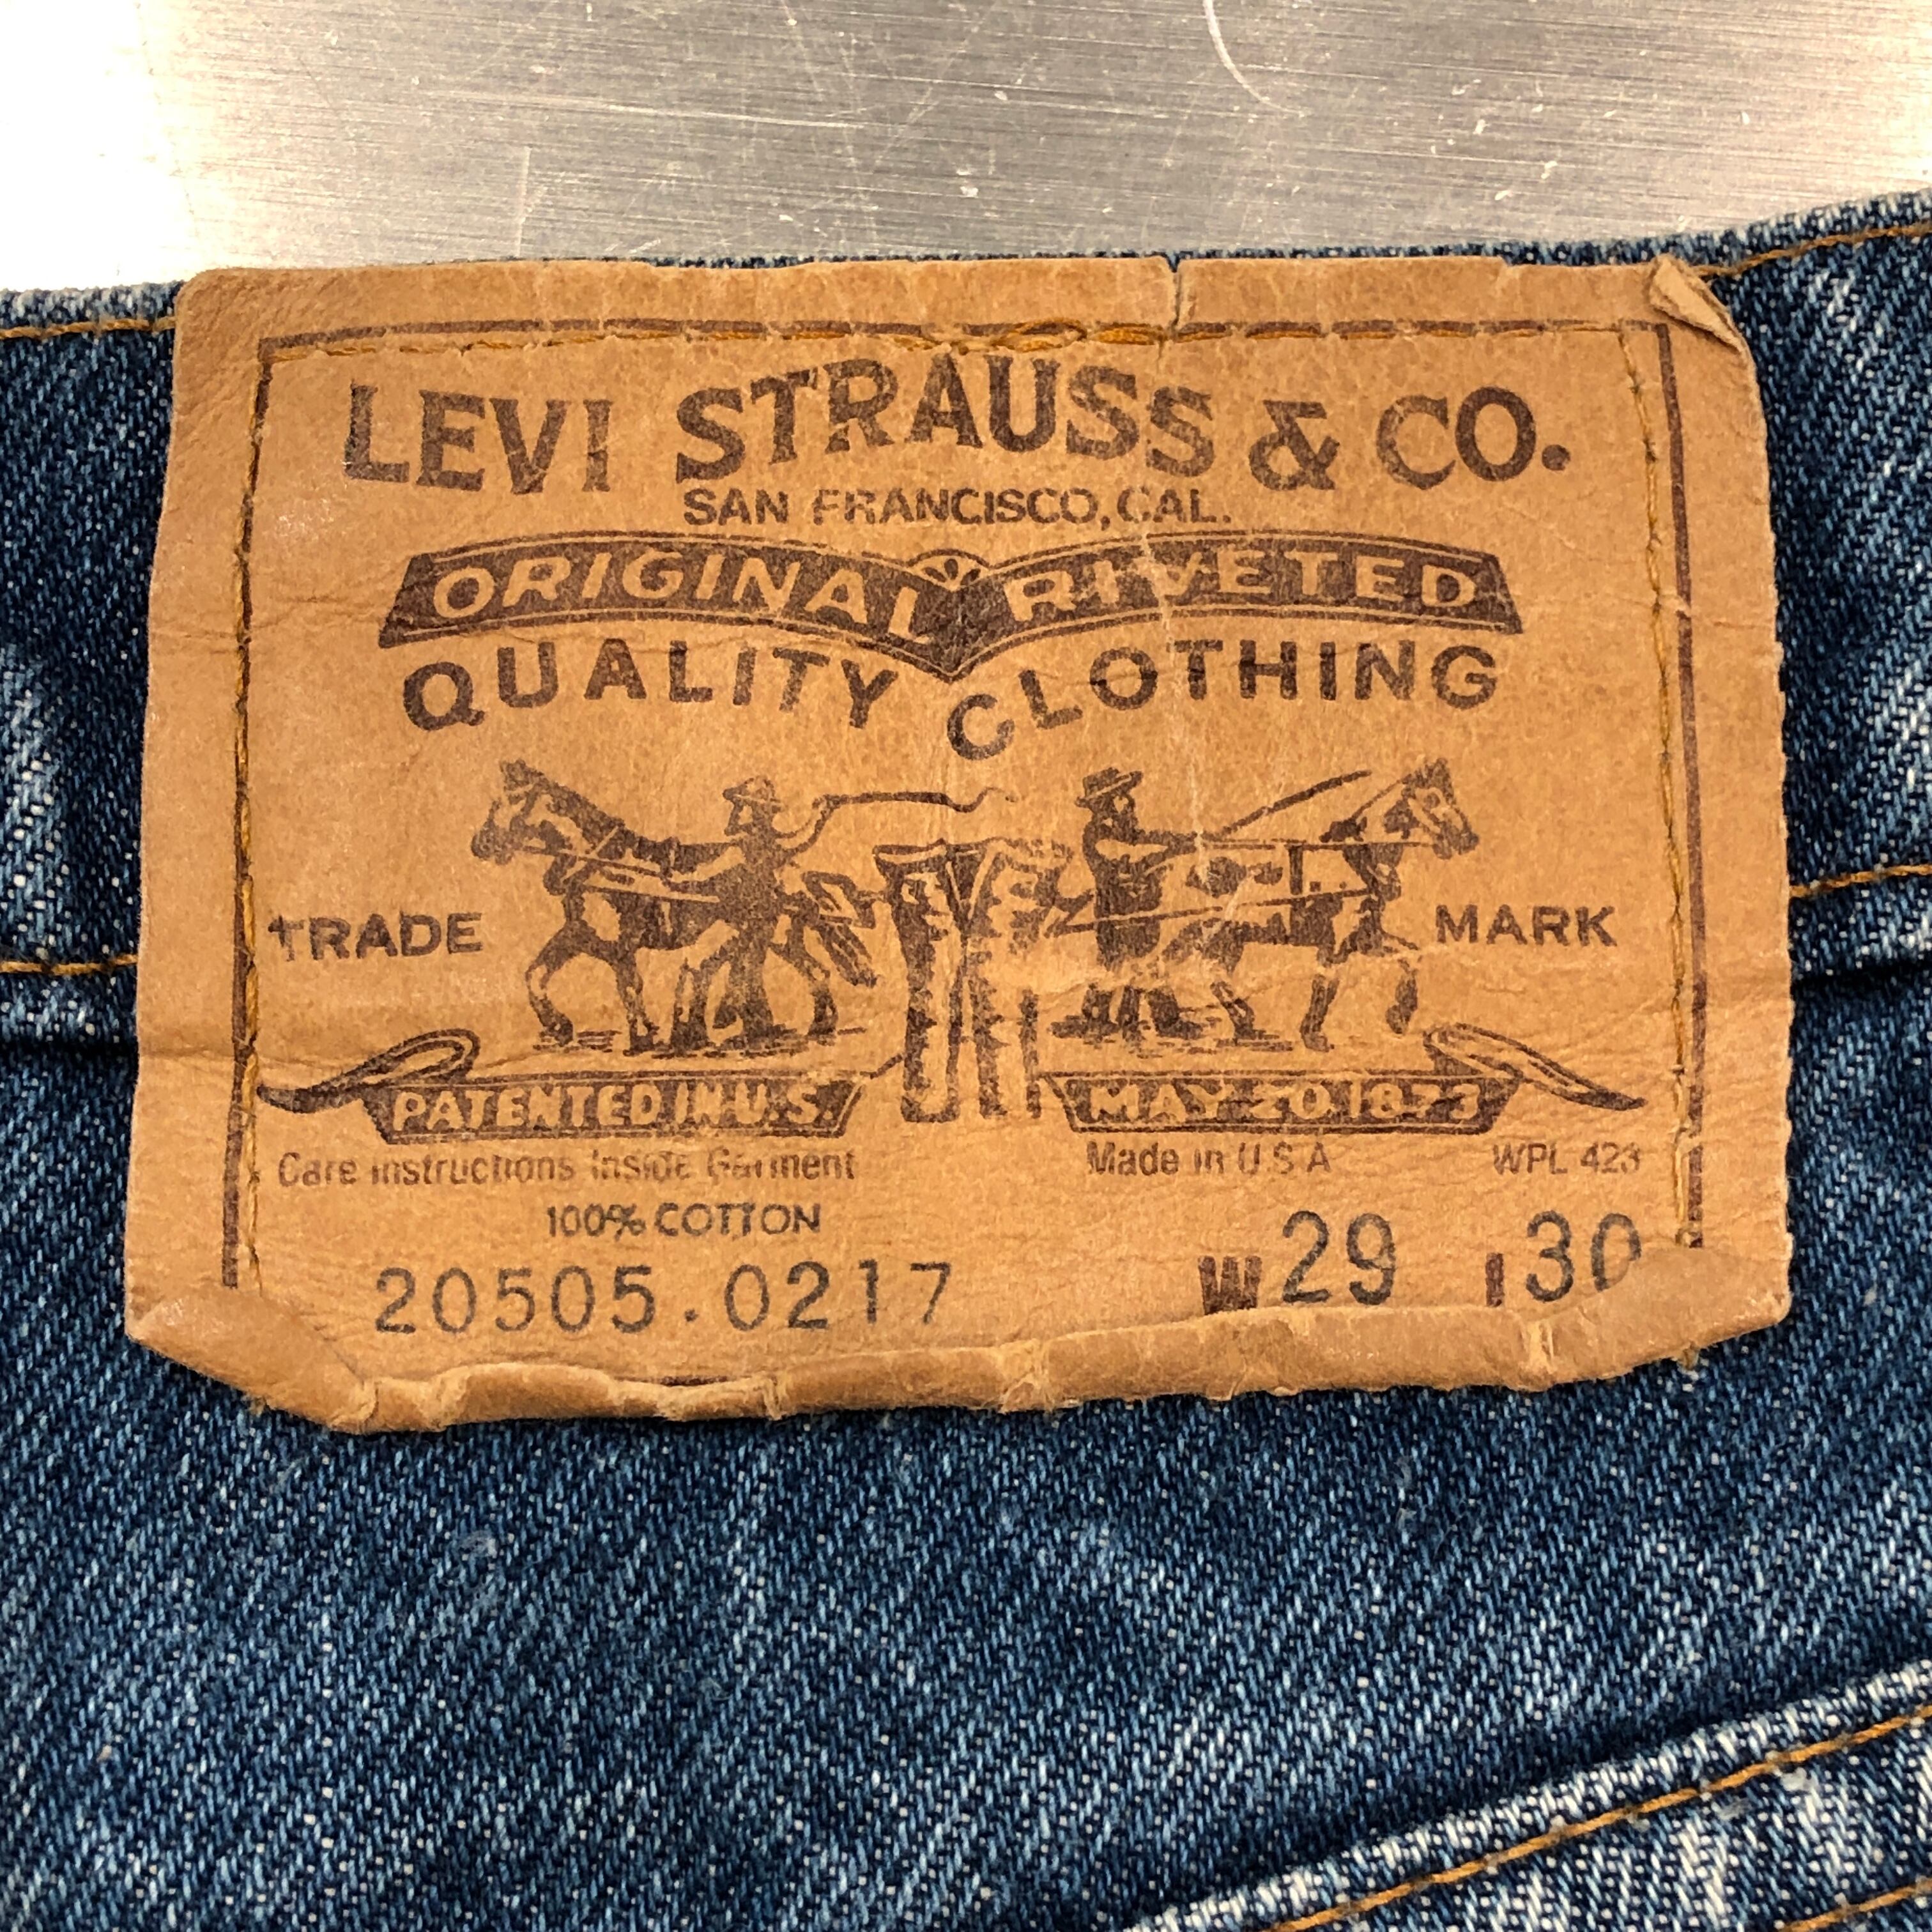 LEVI STRAUSS & CO.
SAN FRANCISCO, CAL.
ORIGINAL RIVETED
QUALITY CLOTHING
TRADE MARK
PATENTED IN U.S. MAY 20 1873
Care instructions Inside Garment Made in U.S.A WPL 423
100% COTTON
20505.0217 W 29 L 30